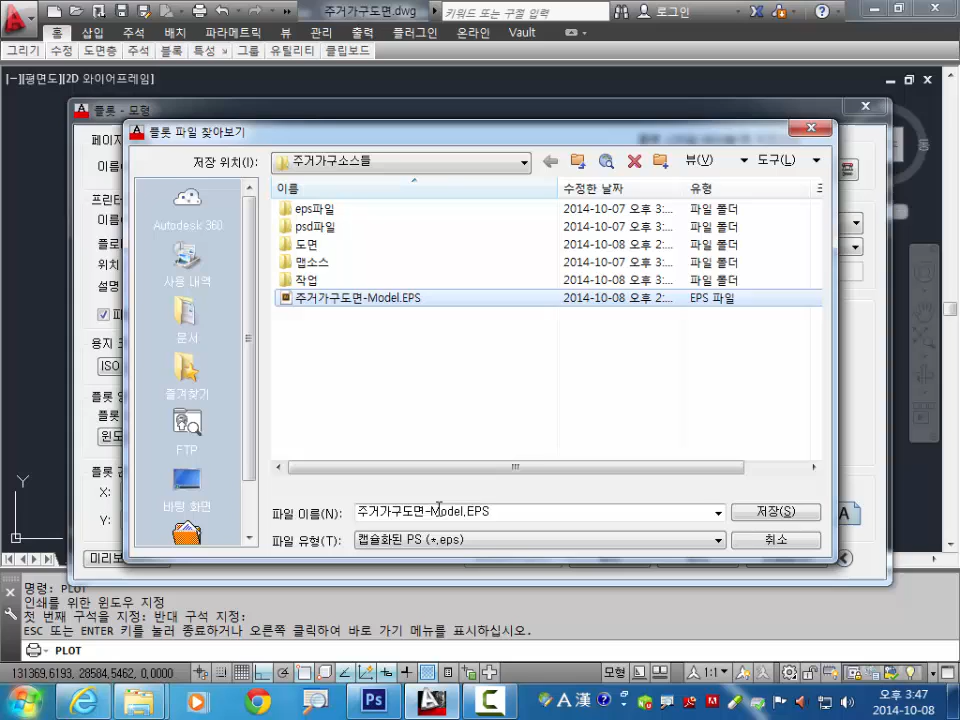 주거가구도면.dwg
키워드 또는 구절 입력
로그인
홈 삽입 주석 배치 파라메트릭 뷰 관리 출력 플러그인 온라인 Vault
그리기 수정 도면층 주석 블록 특성 그룹 유틸리티 클립보드
[−][평면도][2D 와이어프레임]
플롯 - 모형
플롯 파일 찾아보기
저장 위치(I): 주거가구소스들 뷰(V) 도구(L)
이름 수정한 날짜 유형
eps파일 2014-10-07 오후 3:... 파일 폴더
psd파일 2014-10-07 오후 3:... 파일 폴더
도면 2014-10-08 오후 2:... 파일 폴더
맵소스 2014-10-07 오후 3:... 파일 폴더
작업 2014-10-08 오후 3:... 파일 폴더
주거가구도면-Model.EPS 2014-10-08 오후 2:... EPS 파일
Autodesk 360
사용 내역
문서
즐겨찾기
FTP
바탕 화면
파일 이름(N): 주거가구도면-Model.EPS 저장(S)
파일 유형(T): 캡슐화된 PS (*.eps) 취소
페이지
이름
프린터
이름
플로
위치
설명
용지 크
ISO
플롯 영
플롯
윈도
플롯 간
X:
Y:
미리보
Y
X
명령: PLOT
인쇄를 위한 윈도우 지정
첫 번째 구석을 지정: 반대 구석 지정:
ESC 또는 ENTER 키를 눌러 종료하거나 오른쪽 클릭하여 바로 가기 메뉴를 표시하십시오.
PLOT
131369,6193, 28584,5462, 0,0000
모형
1:1
Ps
A 漢
오후 3:47
2014-10-08